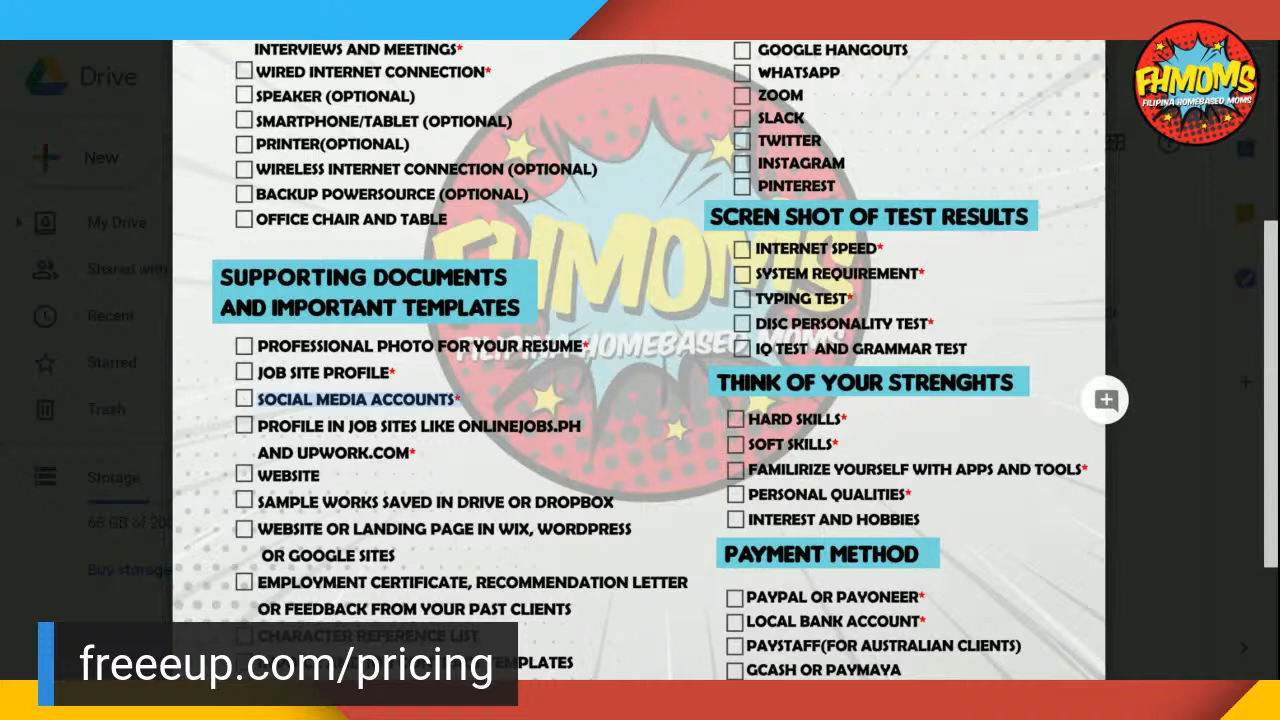 Drive
New
My Drive
Shared with
Recent
Starred
Trash
Storage
Buy storage
INTERVIEWS AND MEETINGS*
WIRED INTERNET CONNECTION*
SPEAKER (OPTIONAL)
SMARTPHONE/TABLET (OPTIONAL)
PRINTER(OPTIONAL)
WIRELESS INTERNET CONNECTION (OPTIONAL)
BACKUP POWERSOURCE (OPTIONAL)
OFFICE CHAIR AND TABLE
SUPPORTING DOCUMENTS
AND IMPORTANT TEMPLATES
PROFESSIONAL PHOTO FOR YOUR RESUME*
JOB SITE PROFILE*
SOCIAL MEDIA ACCOUNTS*
PROFILE IN JOB SITES LIKE ONLINEJOBS.PH
AND UPWORK.COM*
WEBSITE
SAMPLE WORKS SAVED IN DRIVE OR DROPBOX
WEBSITE OR LANDING PAGE IN WIX, WORDPRESS
OR GOOGLE SITES
EMPLOYMENT CERTIFICATE, RECOMMENDATION LETTER
OR FEEDBACK FROM YOUR PAST CLIENTS
CHARACTER REFERENCE LIST
TEMPLATES
GOOGLE HANGOUTS
WHATSAPP
ZOOM
SLACK
TWITTER
INSTAGRAM
PINTEREST
SCREN SHOT OF TEST RESULTS
INTERNET SPEED*
SYSTEM REQUIREMENT*
TYPING TEST*
DISC PERSONALITY TEST*
IQ TEST AND GRAMMAR TEST
THINK OF YOUR STRENGHTS
HARD SKILLS*
SOFT SKILLS*
FAMILIRIZE YOURSELF WITH APPS AND TOOLS*
PERSONAL QUALITIES*
INTEREST AND HOBBIES
PAYMENT METHOD
PAYPAL OR PAYONEER*
LOCAL BANK ACCOUNT*
PAYSTAFF(FOR AUSTRALIAN CLIENTS)
GCASH OR PAYMAYA
FHMOMS
FILIPINA HOMEBASED MOMS
FHMOMS
FILIPINA HOMEBASED MOMS
freeeup.com/pricing